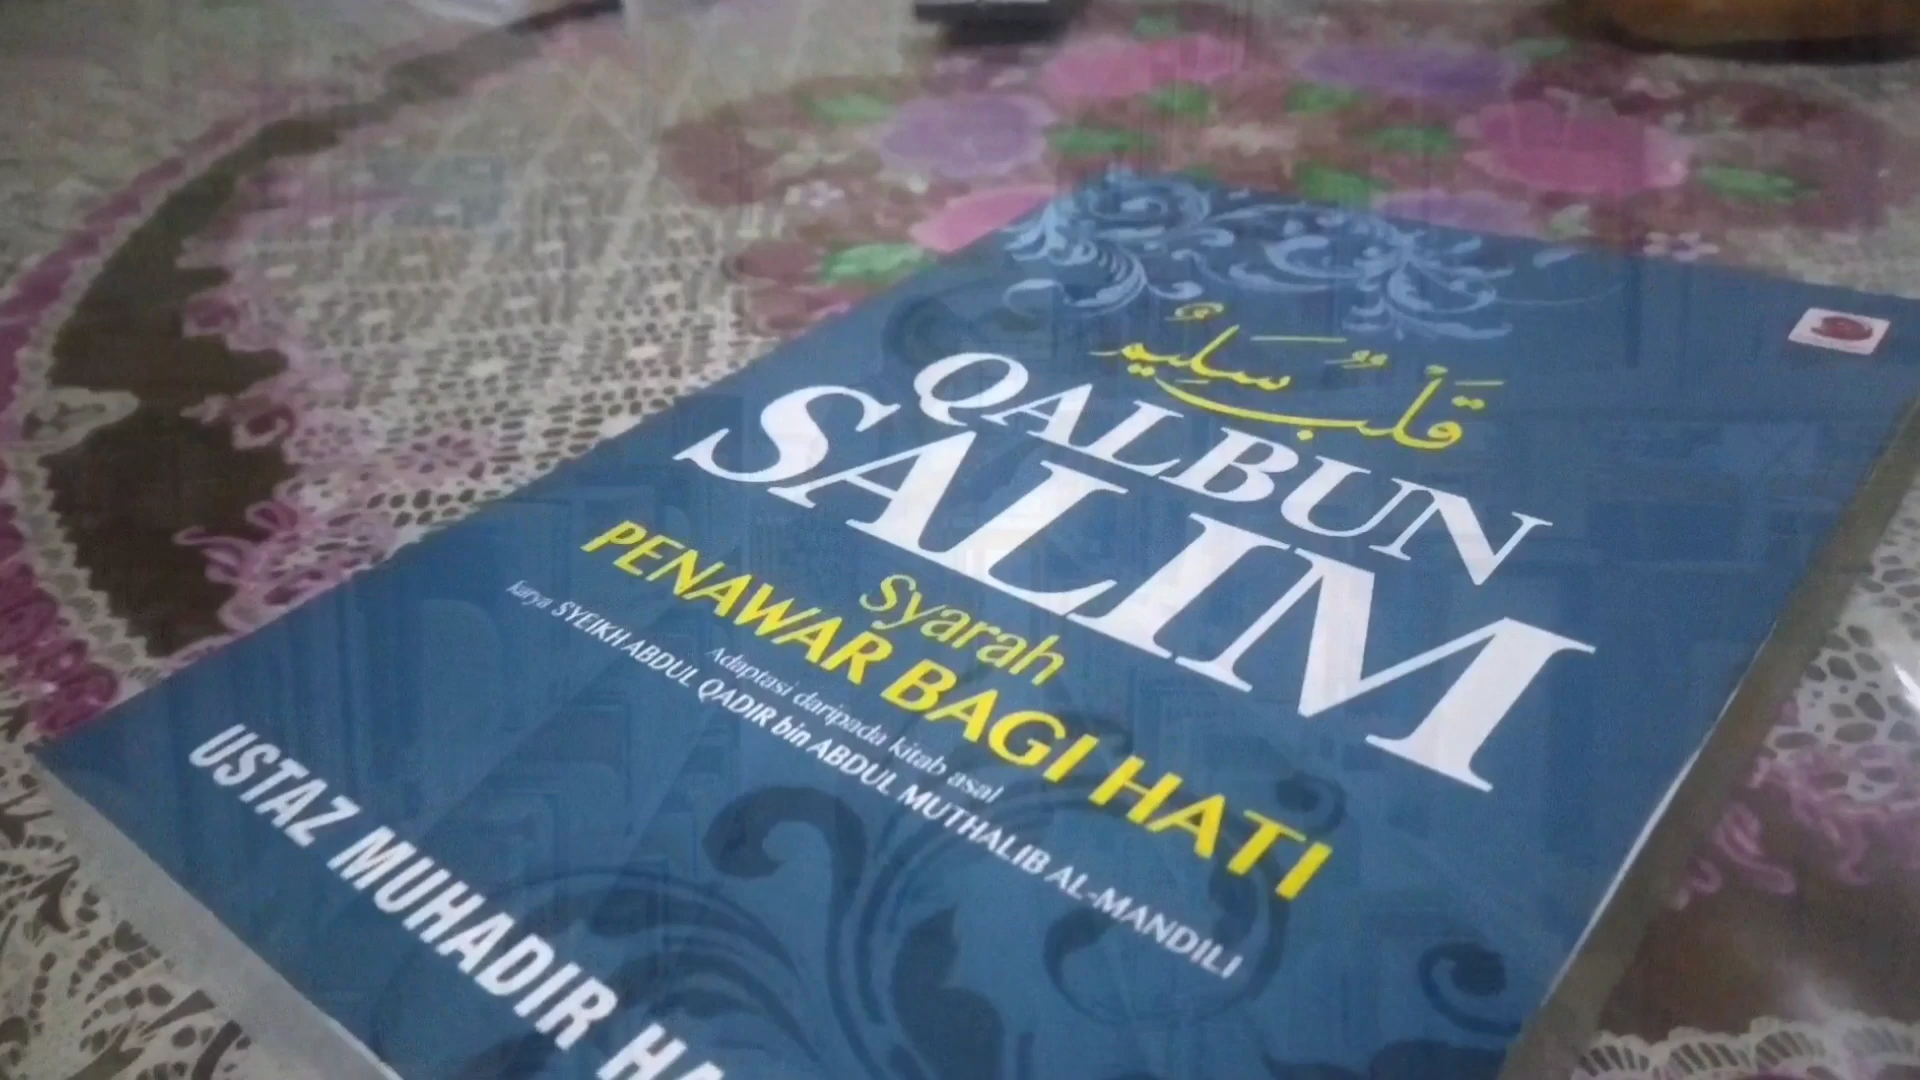 قَلْبٌ سَلِيْمٌ
QALBUN
SALIM
Syarah
PENAWAR BAGI HATI
Adaptasi daripada kitab asal
karya SYEIKH ABDUL QADIR bin ABDUL MUTHALIB AL-MANDILI
USTAZ MUHADIR